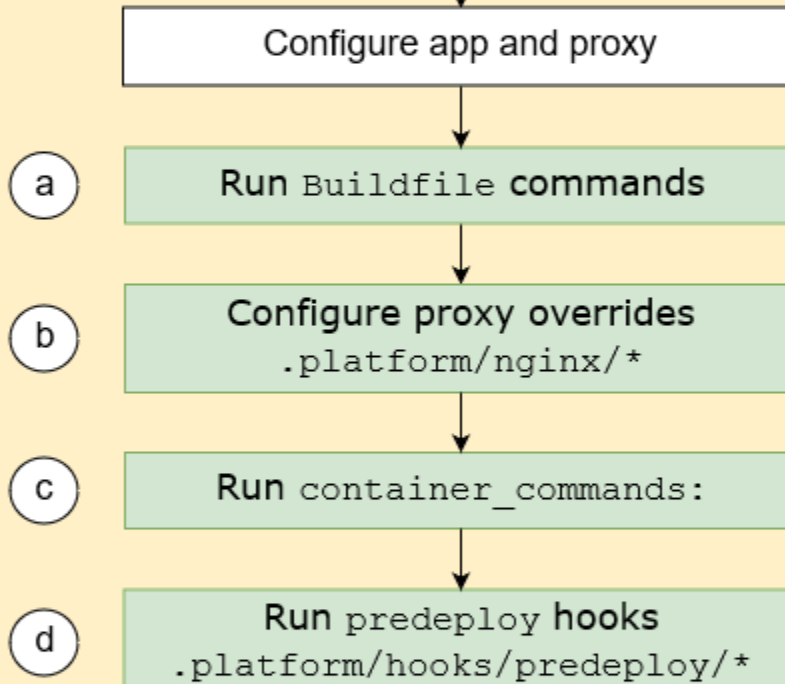 Configure app and proxy
a
Run Buildfile commands
b
Configure proxy overrides
.platform/nginx/*
c
Run container_commands:
d
Run predeploy hooks
.platform/hooks/predeploy/*